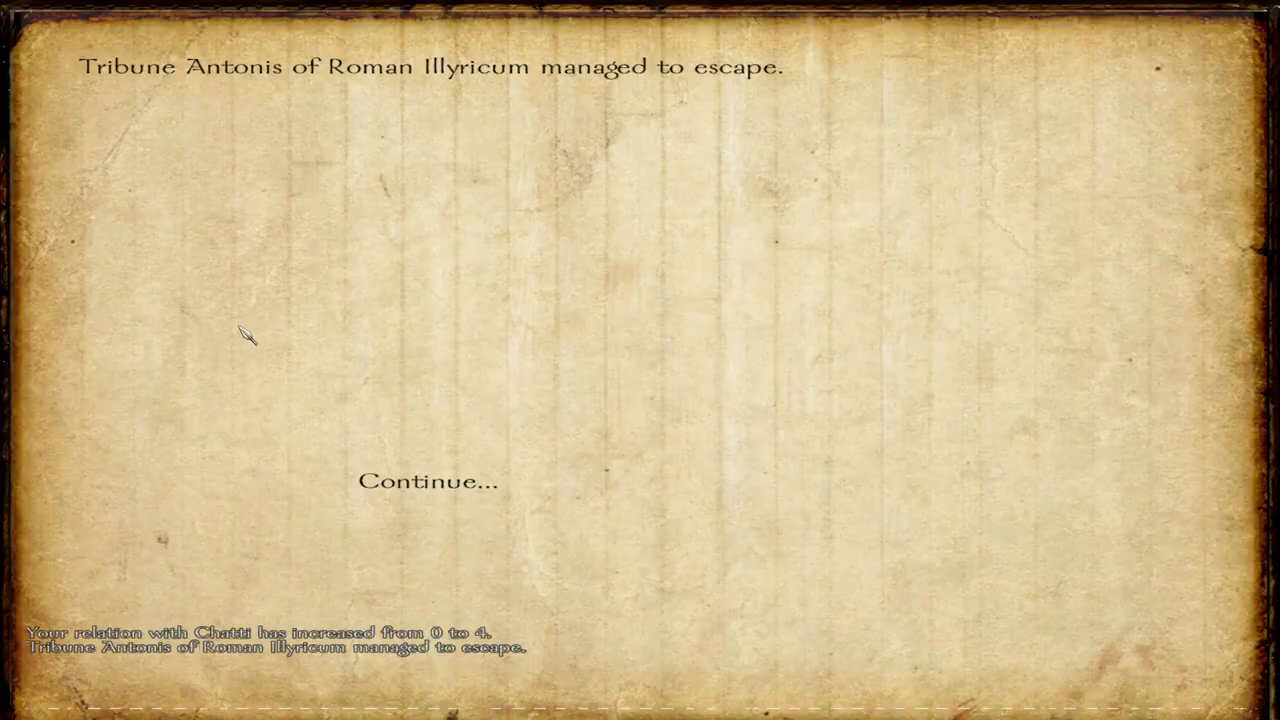 Tribune Antonis of Roman Illyricum managed to escape.
Continue...
Your relation with Chatti has increased from 0 to 4.
Tribune Antonis of Roman Illyricum managed to escape.